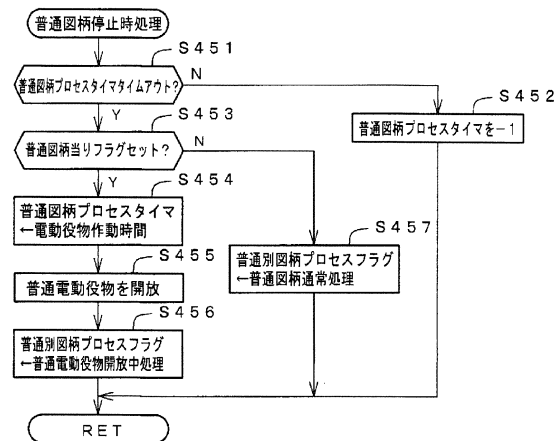 普通図柄停止時処理
S451
普通図柄プロセスタイマタイムアウト?
N
Y
S452
普通図柄プロセスタイマを−1
S453
普通図柄当りフラグセット?
N
Y
S454
普通図柄プロセスタイマ
←電動役物作動時間
S455
普通電動役物を開放
S456
普通別図柄プロセスフラグ
←普通電動役物開放中処理
S457
普通別図柄プロセスフラグ
←普通図柄通常処理
RET